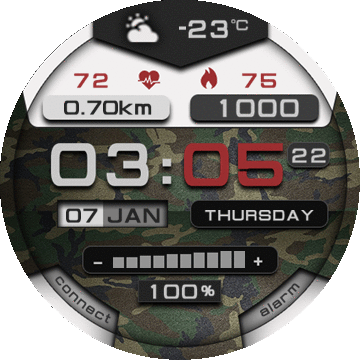 -23°C
72 75
0.70km 1000
03:05 22
07 JAN THURSDAY
- +
100%
connect alarm